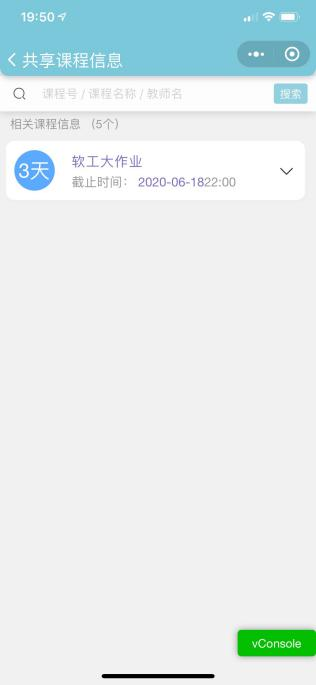 19:50
共享课程信息
课程号 / 课程名称 / 教师名
搜索
相关课程信息 （5个）
3天
软工大作业
截止时间： 2020-06-1822:00
vConsole